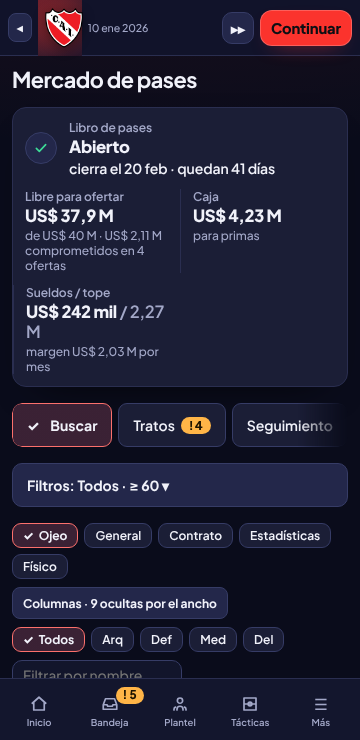 10 ene 2026
Continuar
Mercado de pases
Libro de pases
Abierto
cierra el 20 feb · quedan 41 días
Libre para ofertar
US$ 37,9 M
de US$ 40 M · US$ 2,11 M
comprometidos en 4
ofertas
Caja
US$ 4,23 M
para primas
Sueldos / tope
US$ 242 mil / 2,27
M
margen US$ 2,03 M por
mes
Buscar
Tratos ! 4
Seguimiento
Filtros: Todos · ≥ 60 ▾
Ojeo
General
Contrato
Estadísticas
Físico
Columnas · 9 ocultas por el ancho
Todos
Arq
Def
Med
Del
Filtrar por nombre
! 5
Inicio
Bandeja
Plantel
Tácticas
Más